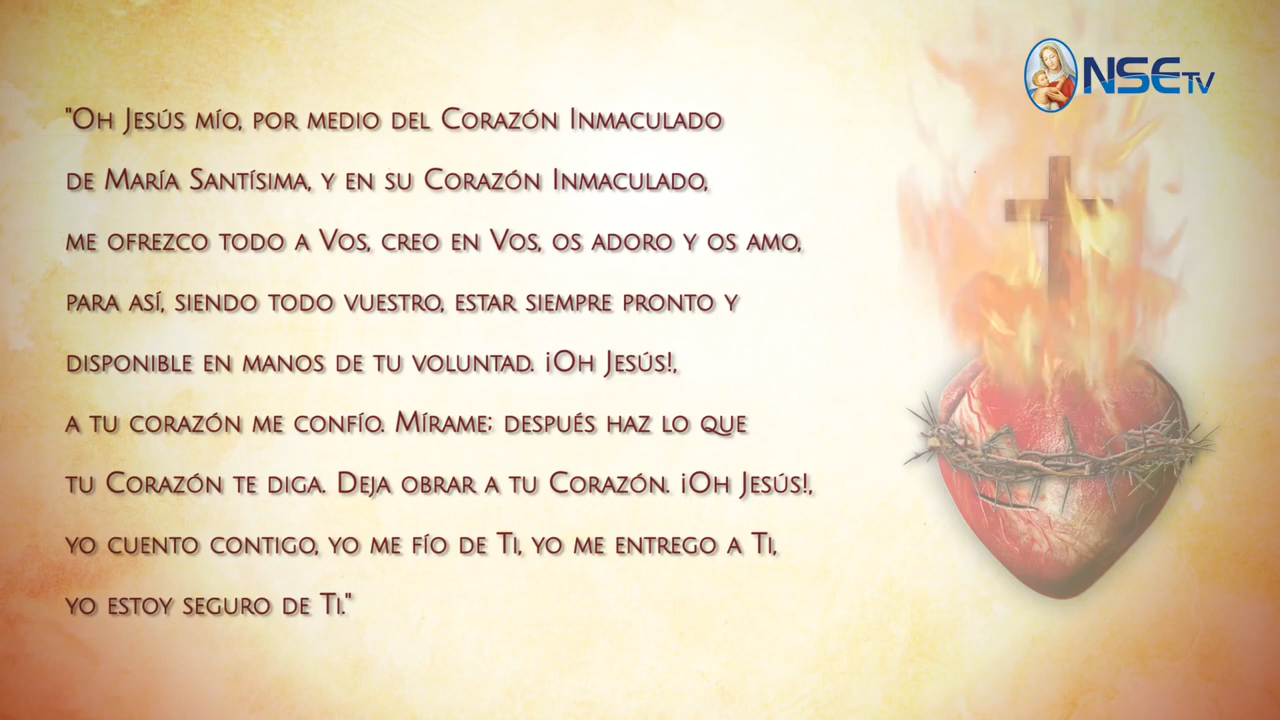 NSETV
"Oh Jesús mío, por medio del Corazón Inmaculado
de María Santísima, y en su Corazón Inmaculado,
me ofrezco todo a Vos, creo en Vos, os adoro y os amo,
para así, siendo todo vuestro, estar siempre pronto y
disponible en manos de tu voluntad. ¡Oh Jesús!,
a tu corazón me confío. Mírame; después haz lo que
tu Corazón te diga. Deja obrar a tu Corazón. ¡Oh Jesús!,
yo cuento contigo, yo me fío de Ti, yo me entrego a Ti,
yo estoy seguro de Ti."